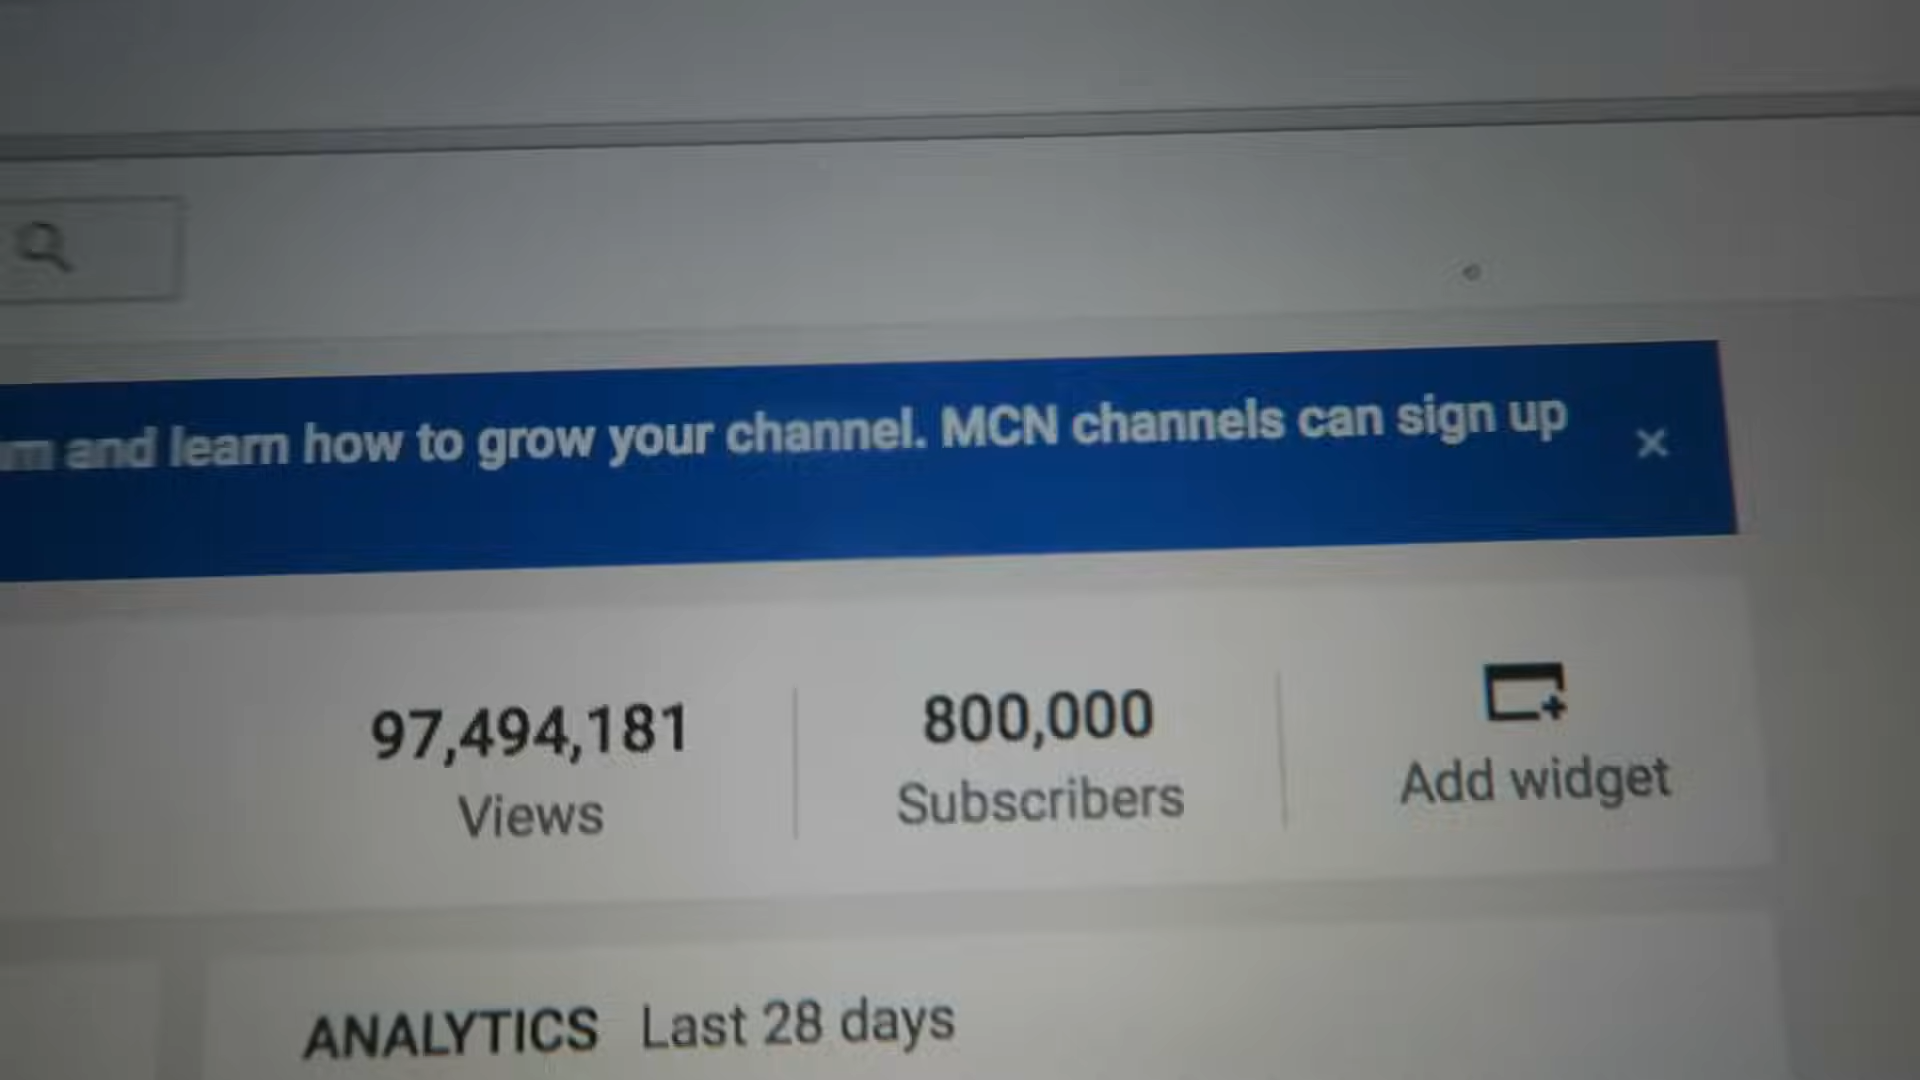 and learn how to grow your channel. MCN channels can sign up
97,494,181
Views
800,000
Subscribers
Add widget
ANALYTICS Last 28 days